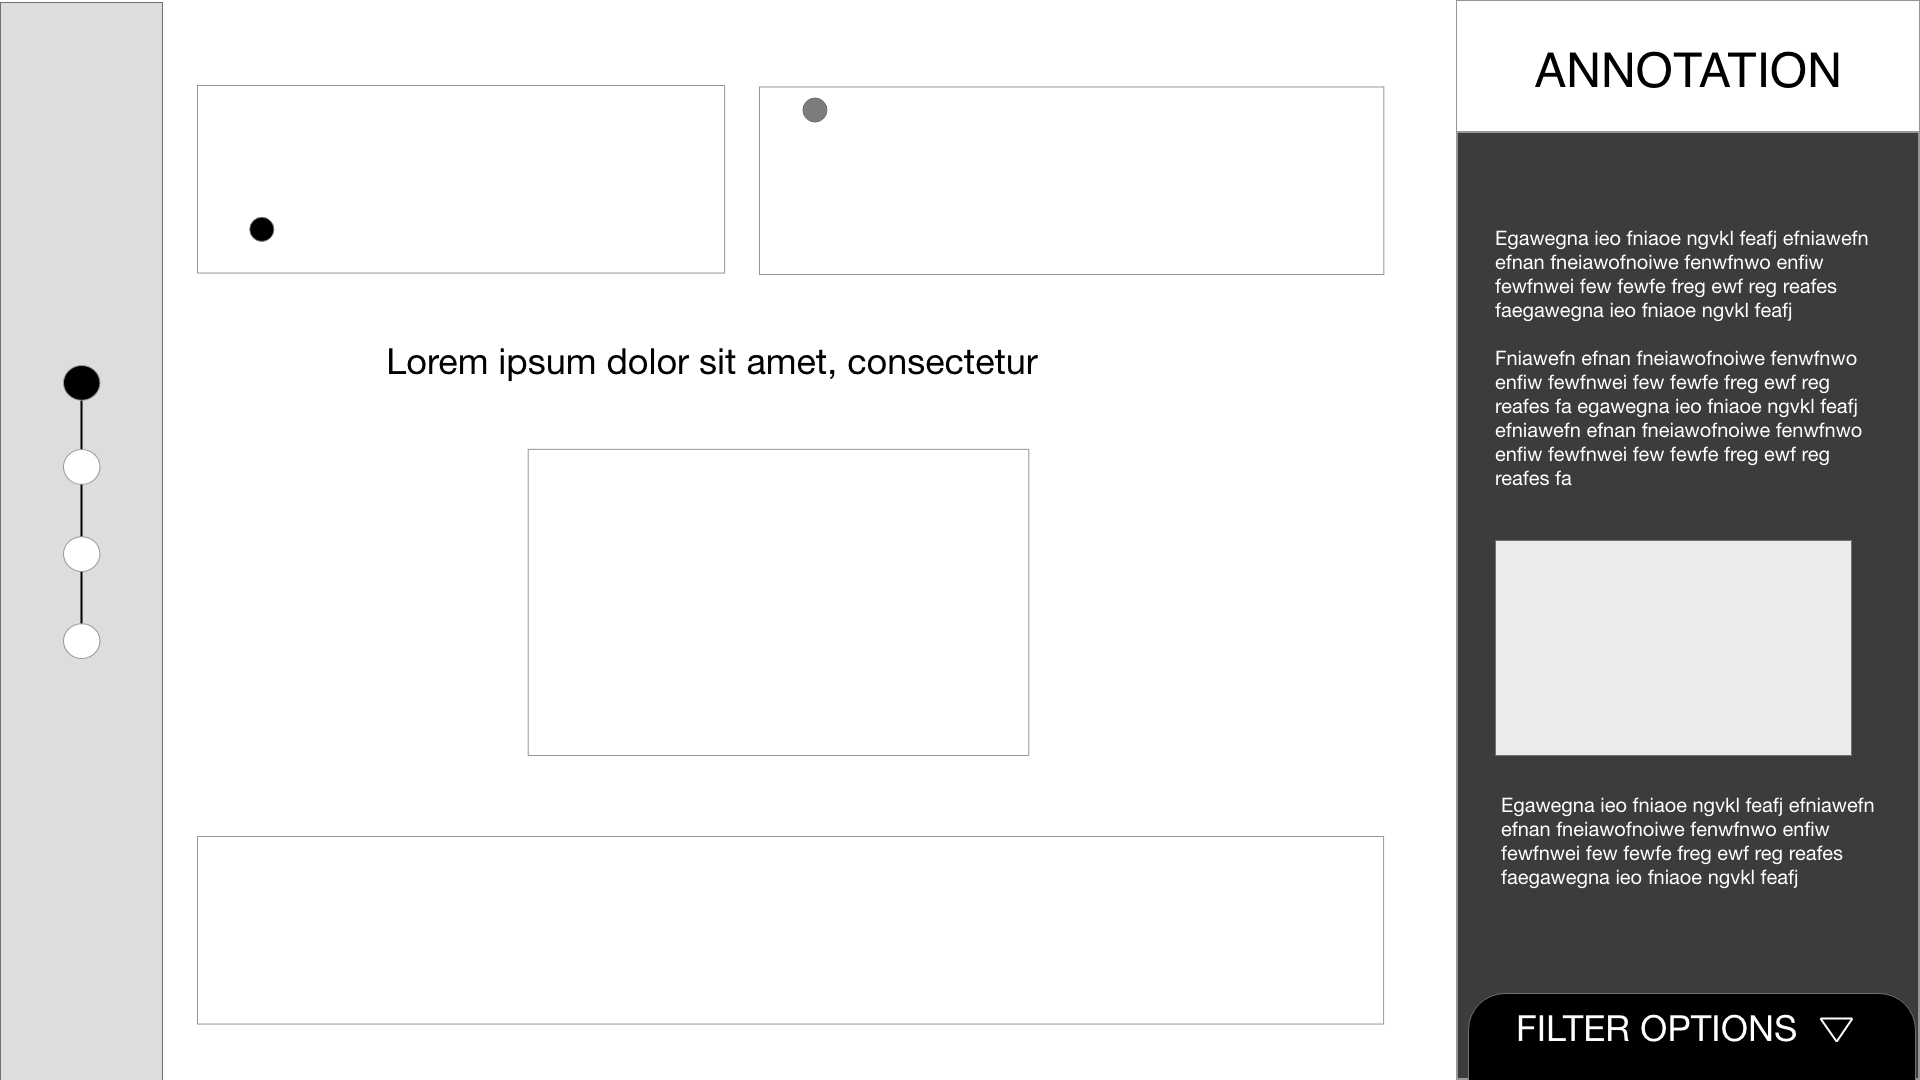 ANNOTATION
Lorem ipsum dolor sit amet, consectetur
Egawegna ieo fniaoe ngvkl feafj efniawefn
efnan fneiawofnoiwe fenwfnwo enfiw
fewfnwei few fewfe freg ewf reg reafes
faegawegna ieo fniaoe ngvkl feafj
Fniawefn efnan fneiawofnoiwe fenwfnwo
enfiw fewfnwei few fewfe freg ewf reg
reafes fa egawegna ieo fniaoe ngvkl feafj
efniawefn efnan fneiawofnoiwe fenwfnwo
enfiw fewfnwei few fewfe freg ewf reg
reafes fa
Egawegna ieo fniaoe ngvkl feafj efniawefn
efnan fneiawofnoiwe fenwfnwo enfiw
fewfnwei few fewfe freg ewf reg reafes
faegawegna ieo fniaoe ngvkl feafj
FILTER OPTIONS